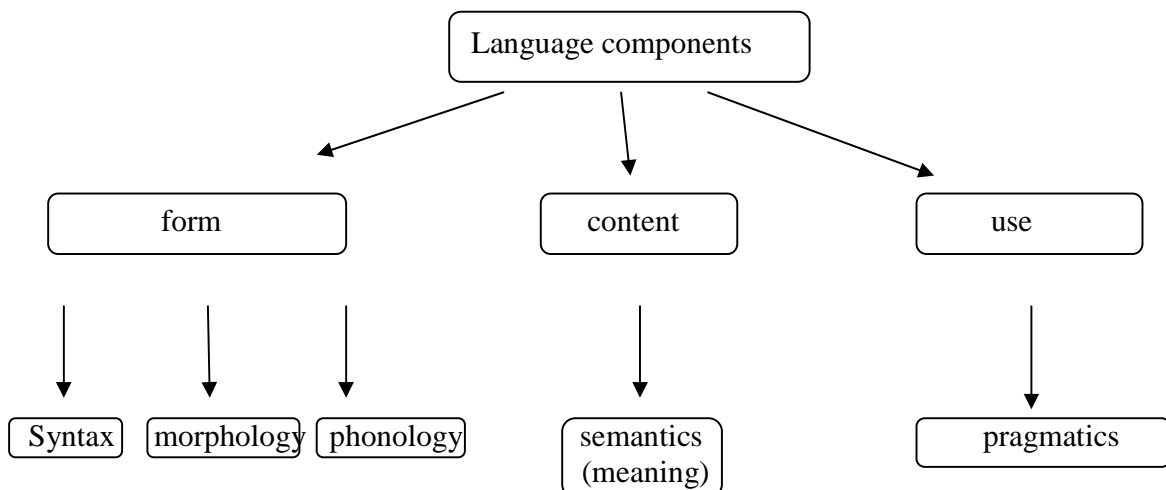 Language components
form
content
use
Syntax
morphology
phonology
semantics
(meaning)
pragmatics